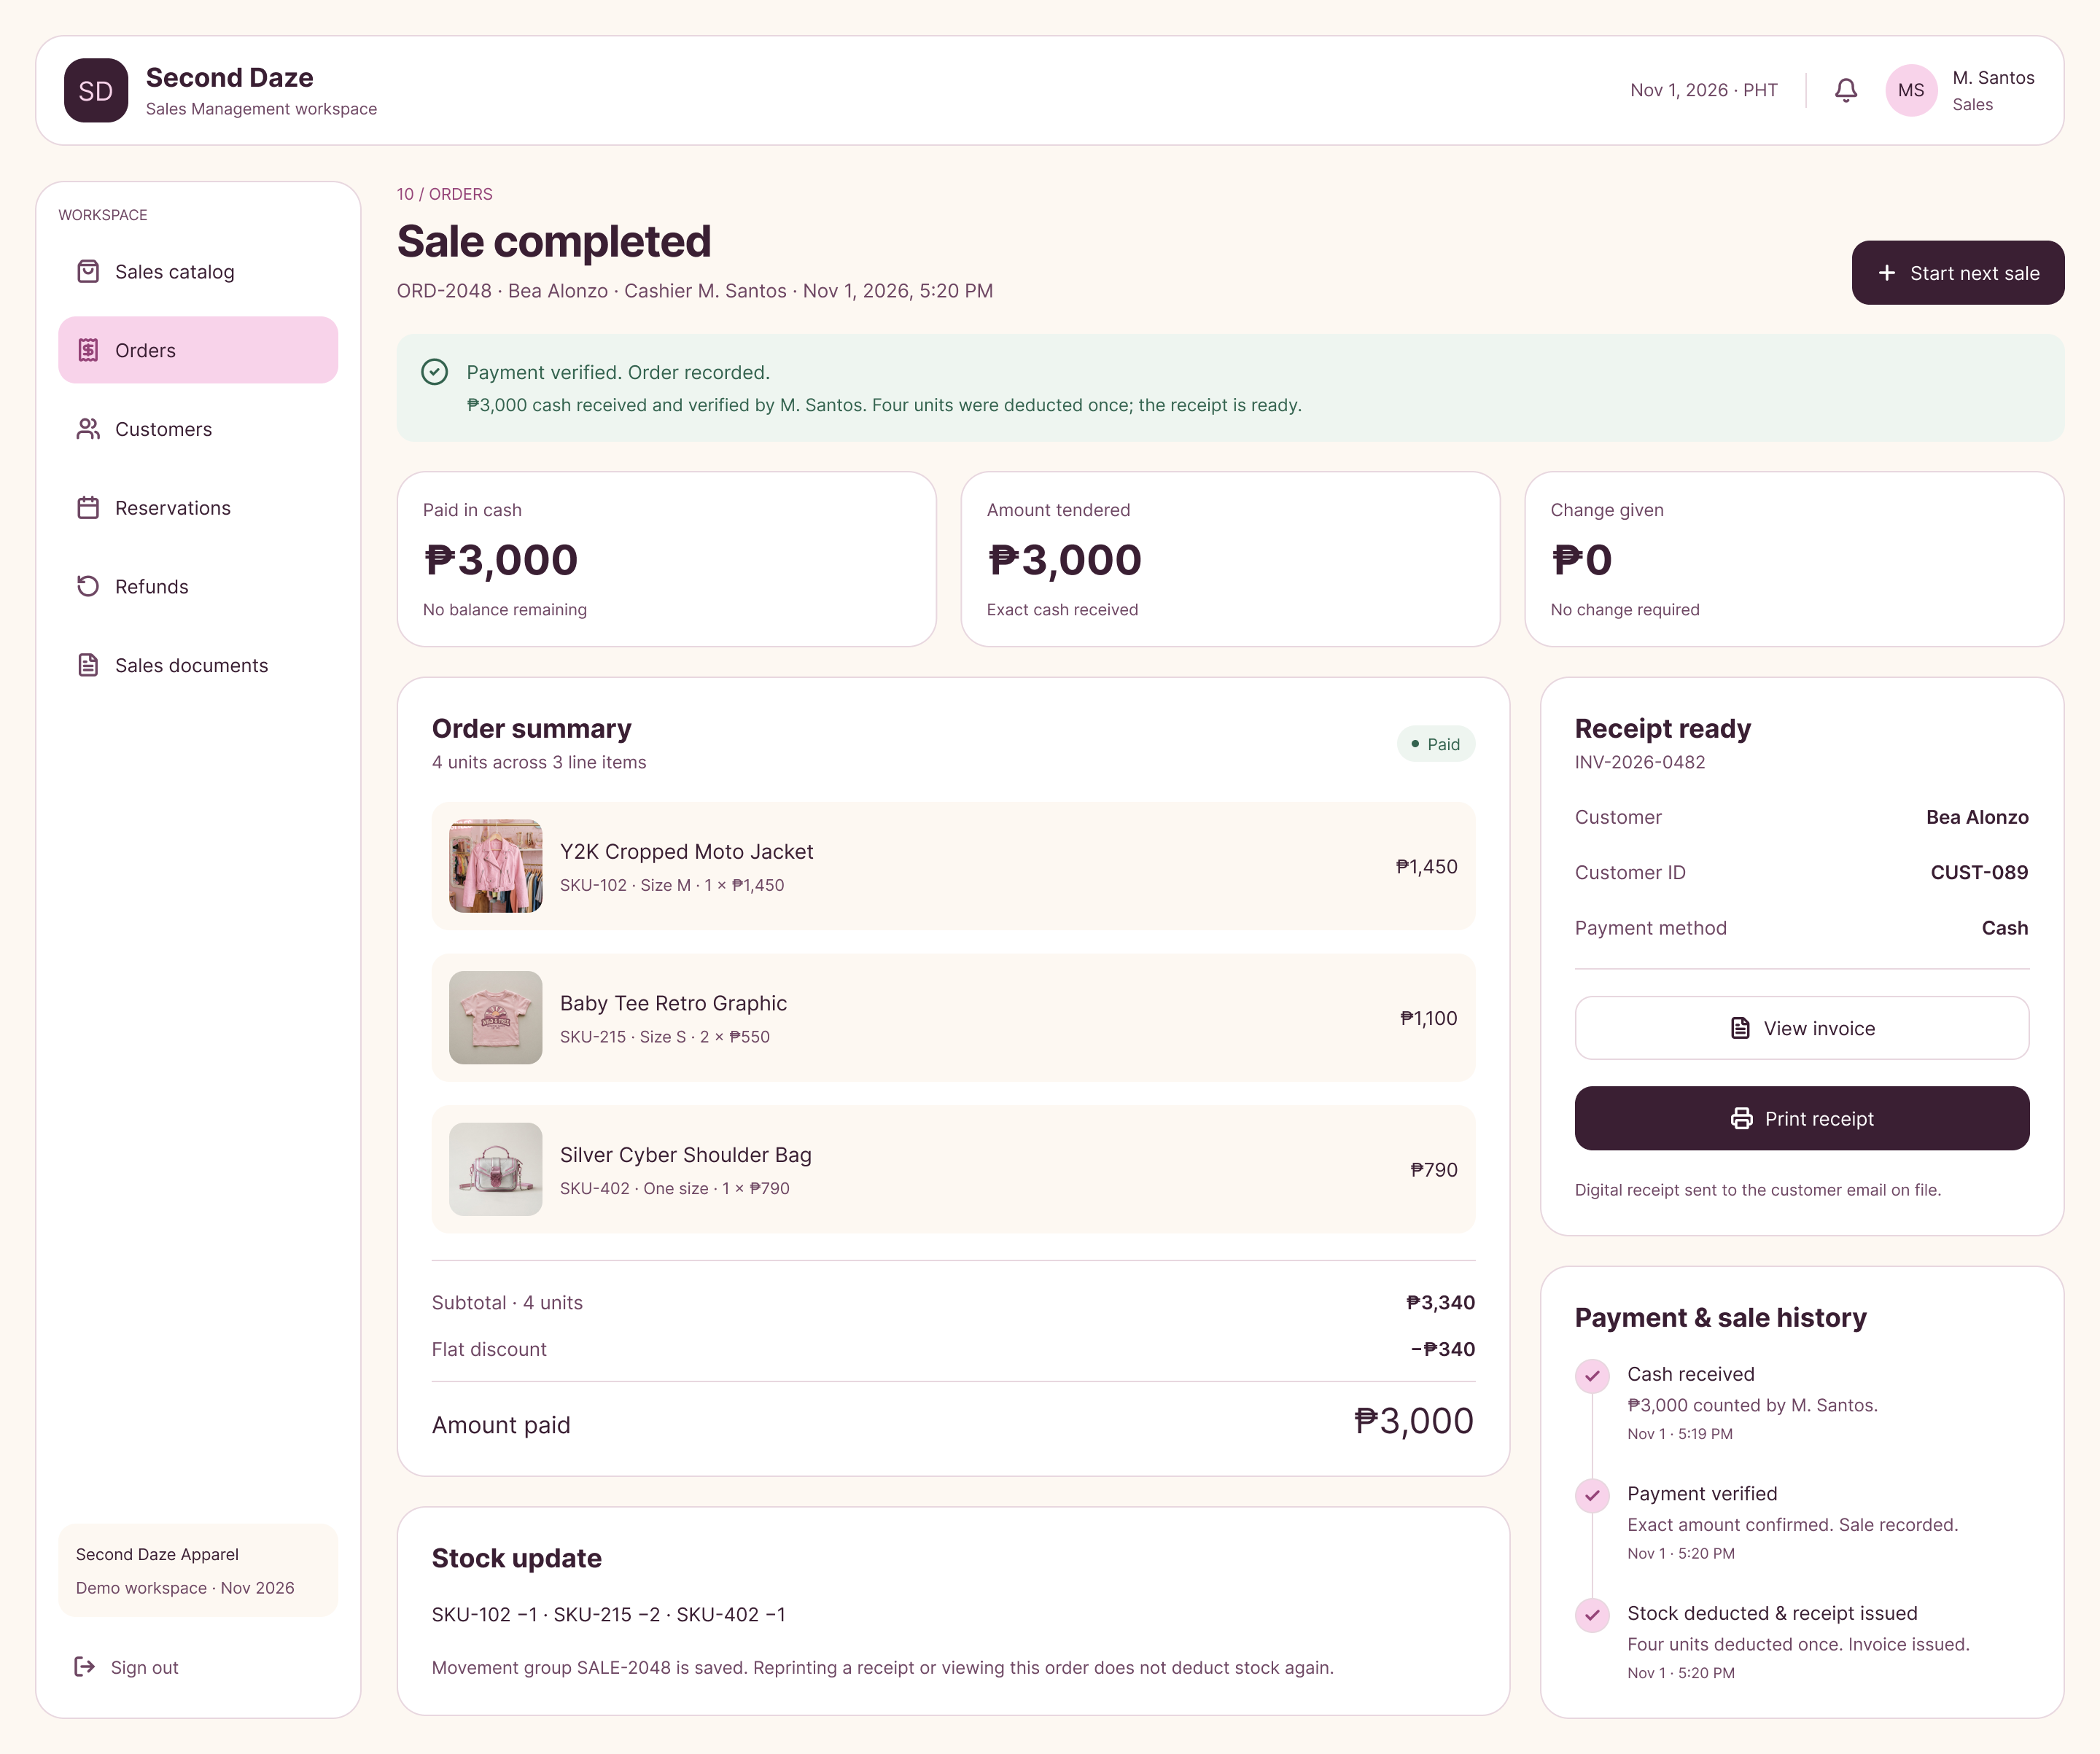 SD
Second Daze
Sales Management workspace
Nov 1, 2026 · PHT
MS
M. Santos
Sales
WORKSPACE
Sales catalog
Orders
Customers
Reservations
Refunds
Sales documents
Second Daze Apparel
Demo workspace · Nov 2026
Sign out
10 / ORDERS
Sale completed
ORD-2048 · Bea Alonzo · Cashier M. Santos · Nov 1, 2026, 5:20 PM
Start next sale
Payment verified. Order recorded.
₱3,000 cash received and verified by M. Santos. Four units were deducted once; the receipt is ready.
Paid in cash
₱3,000
No balance remaining
Amount tendered
₱3,000
Exact cash received
Change given
₱0
No change required
Order summary
4 units across 3 line items
Paid
Y2K Cropped Moto Jacket
SKU-102 · Size M · 1 × ₱1,450
₱1,450
Baby Tee Retro Graphic
SKU-215 · Size S · 2 × ₱550
₱1,100
Silver Cyber Shoulder Bag
SKU-402 · One size · 1 × ₱790
₱790
Subtotal · 4 units ₱3,340
Flat discount −₱340
Amount paid ₱3,000
Stock update
SKU-102 −1 · SKU-215 −2 · SKU-402 −1
Movement group SALE-2048 is saved. Reprinting a receipt or viewing this order does not deduct stock again.
Receipt ready
INV-2026-0482
Customer Bea Alonzo
Customer ID CUST-089
Payment method Cash
View invoice
Print receipt
Digital receipt sent to the customer email on file.
Payment & sale history
Cash received
₱3,000 counted by M. Santos.
Nov 1 · 5:19 PM
Payment verified
Exact amount confirmed. Sale recorded.
Nov 1 · 5:20 PM
Stock deducted & receipt issued
Four units deducted once. Invoice issued.
Nov 1 · 5:20 PM